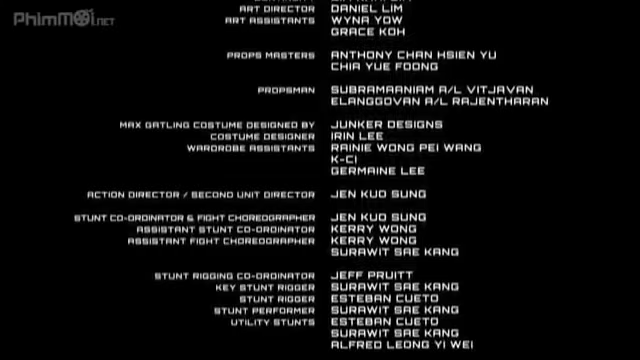 PhimMoi.NET
ART DIRECTOR DANIEL LIM
ART ASSISTANTS WYNA YOW
GRACE KOH
PROPS MASTERS ANTHONY CHAN HSIEN YU
CHIA YUE FOONG
PROPSMAN SUBRAMAANIAM A/L VITJAVAN
ELANGGOVAN A/L RAJENTHARAN
MAX GATLING COSTUME DESIGNED BY JUNKER DESIGNS
COSTUME DESIGNER IRIN LEE
WARDROBE ASSISTANTS RAINIE WONG PEI WANG
K-CI
GERMAINE LEE
ACTION DIRECTOR / SECOND UNIT DIRECTOR JEN KUO SUNG
STUNT CO-ORDINATOR & FIGHT CHOREOGRAPHER JEN KUO SUNG
ASSISTANT STUNT CO-ORDINATOR KERRY WONG
ASSISTANT FIGHT CHOREOGRAPHER KERRY WONG
SURAWIT SAE KANG
STUNT RIGGING CO-ORDINATOR JEFF PRUITT
KEY STUNT RIGGER SURAWIT SAE KANG
STUNT RIGGER ESTEBAN CUETO
STUNT PERFORMER SURAWIT SAE KANG
UTILITY STUNTS ESTEBAN CUETO
SURAWIT SAE KANG
ALFRED LEONG YI WEI